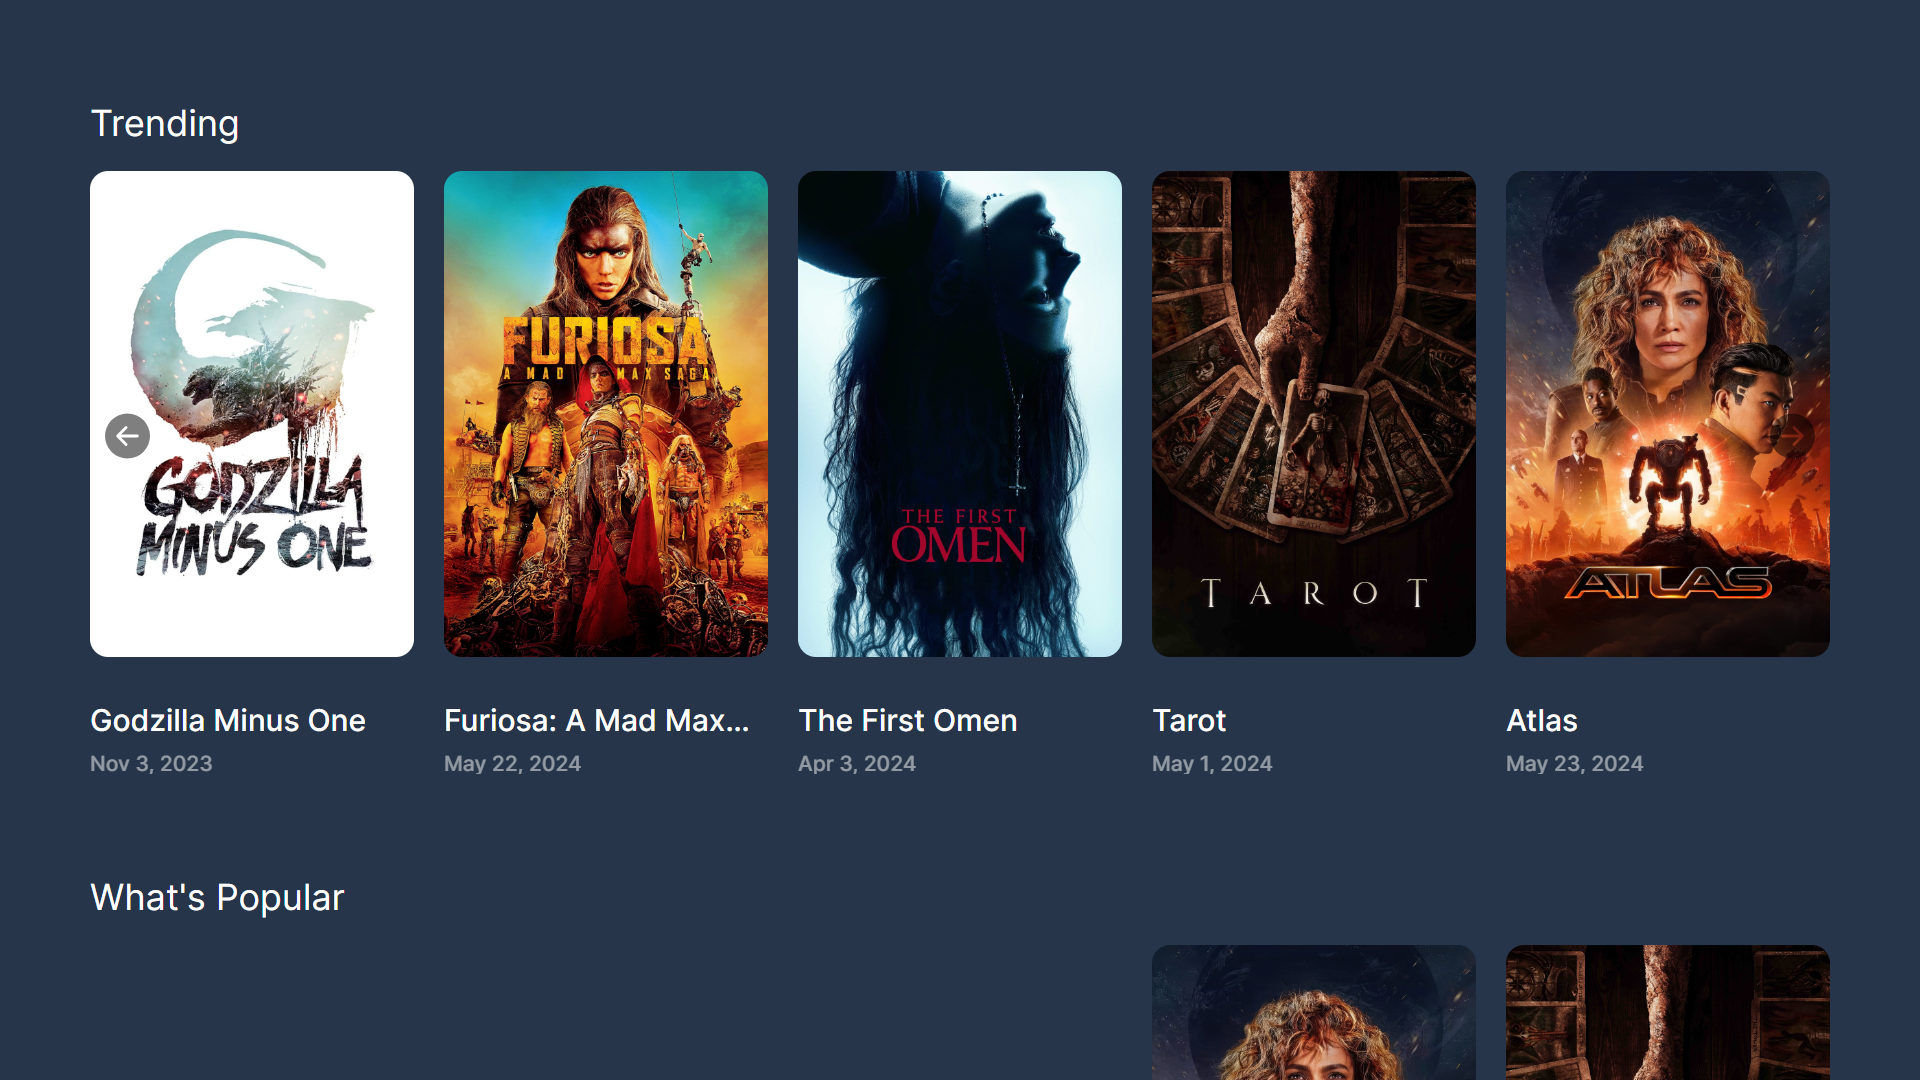 Trending
GODZILLA
MINUS ONE
FURIOSA
A MAD MAX SAGA
THE FIRST
OMEN
TAROT
ATLAS
Godzilla Minus One
Nov 3, 2023
Furiosa: A Mad Max...
May 22, 2024
The First Omen
Apr 3, 2024
Tarot
May 1, 2024
Atlas
May 23, 2024
What's Popular